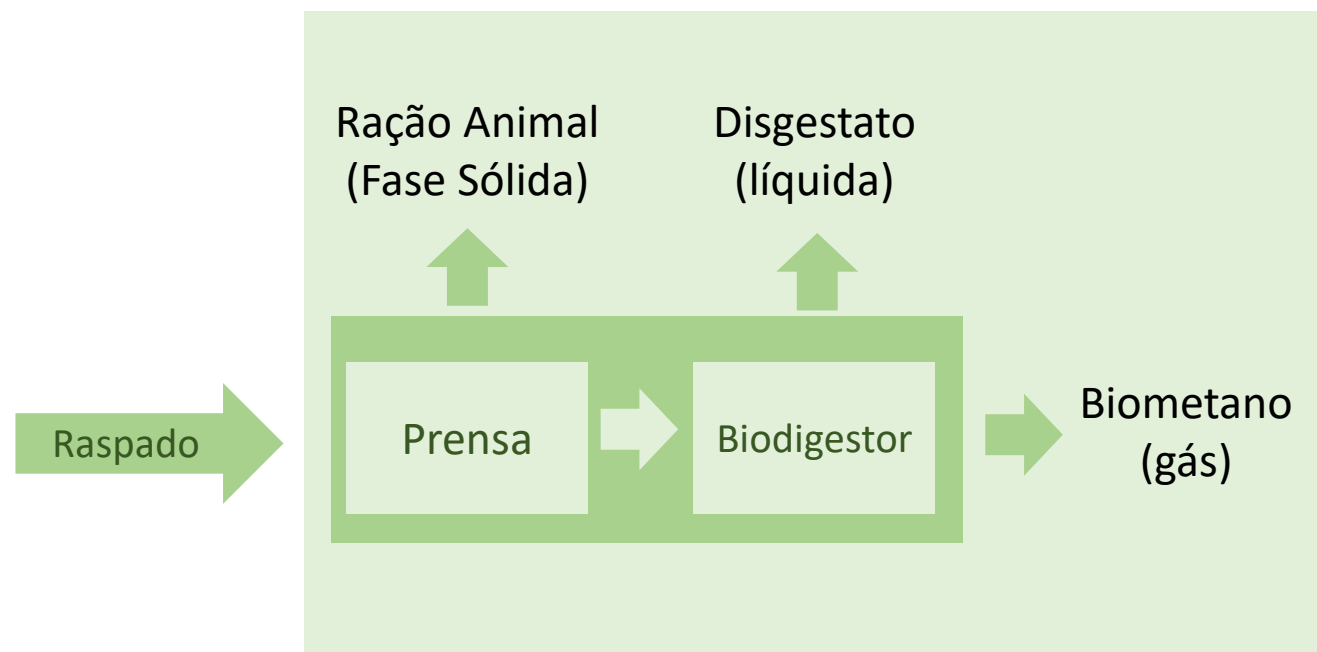 Ração Animal
(Fase Sólida)
Disgestato
(líquida)
Raspado
Prensa
Biodigestor
Biometano
(gás)